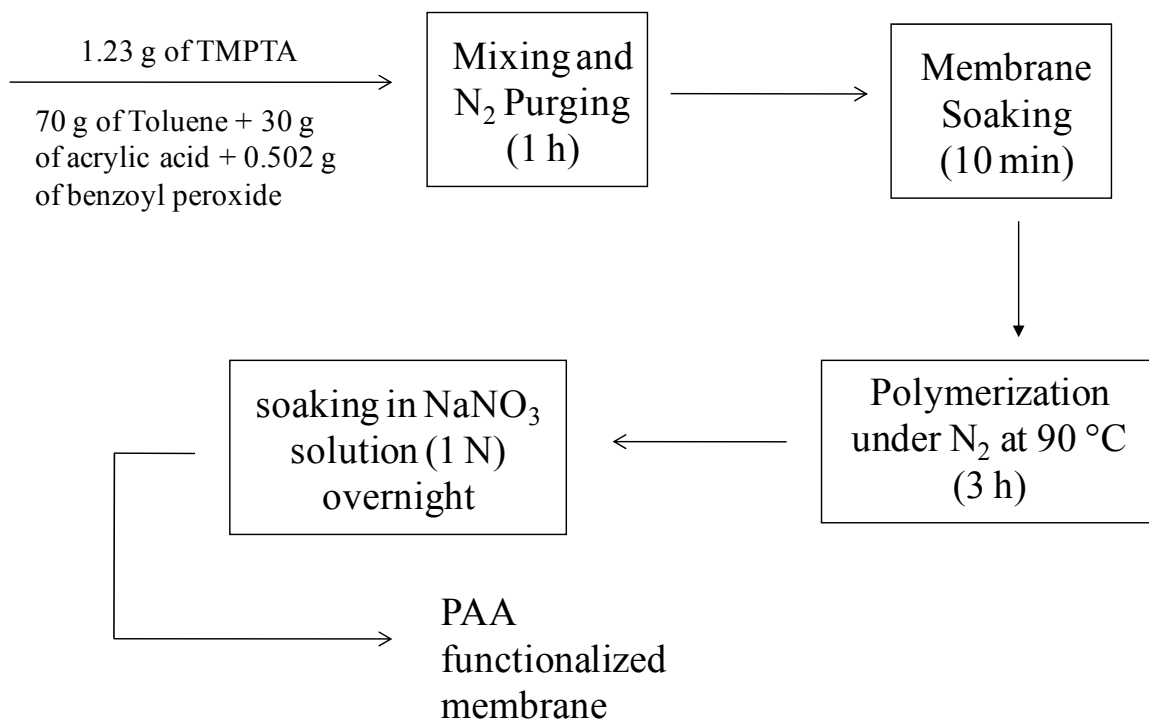 1.23 g of TMPTA
70 g of Toluene + 30 g
of acrylic acid + 0.502 g
of benzoyl peroxide
Mixing and
N₂ Purging
(1 h)
Membrane
Soaking
(10 min)
Polymerization
under N₂ at 90 °C
(3 h)
soaking in NaNO₃
solution (1 N)
overnight
PAA
functionalized
membrane